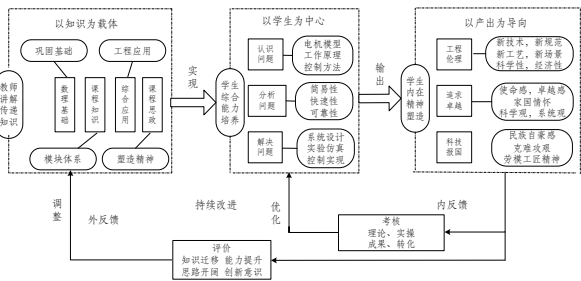 以知识为载体
巩固基础
工程应用
教师
讲解
传递
知识
数理基础
课程知识
综合应用
课程思政
模块体系
塑造精神
实现
以学生为中心
学生
综合
能力
培养
认识
问题
电机模型
工作原理
控制方法
分析
问题
简易性
快速性
可靠性
解决
问题
系统设计
实验仿真
控制实现
输出
以产出为导向
学生
内在
精神
塑造
工程
伦理
新技术，新规范
新工艺，新场景
科学性，经济性
追求
卓越
使命感，卓越感
家国情怀
科学观，系统观
科技
报国
民族自豪感
克难攻艰
劳模工匠精神
调整
外反馈
持续改进
优化
内反馈
考核
理论、实操
成果、转化
评价
知识迁移 能力提升
思路开阔 创新意识